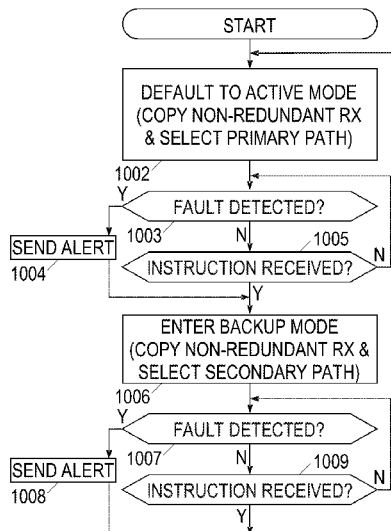 START
DEFAULT TO ACTIVE MODE
(COPY NON-REDUNDANT RX
& SELECT PRIMARY PATH)
1002
Y
FAULT DETECTED?
1003
N
1005
SEND ALERT
1004
INSTRUCTION RECEIVED?
N
Y
ENTER BACKUP MODE
(COPY NON-REDUNDANT RX &
SELECT SECONDARY PATH)
1006
Y
FAULT DETECTED?
1007
N
1009
SEND ALERT
1008
INSTRUCTION RECEIVED?
N
Y